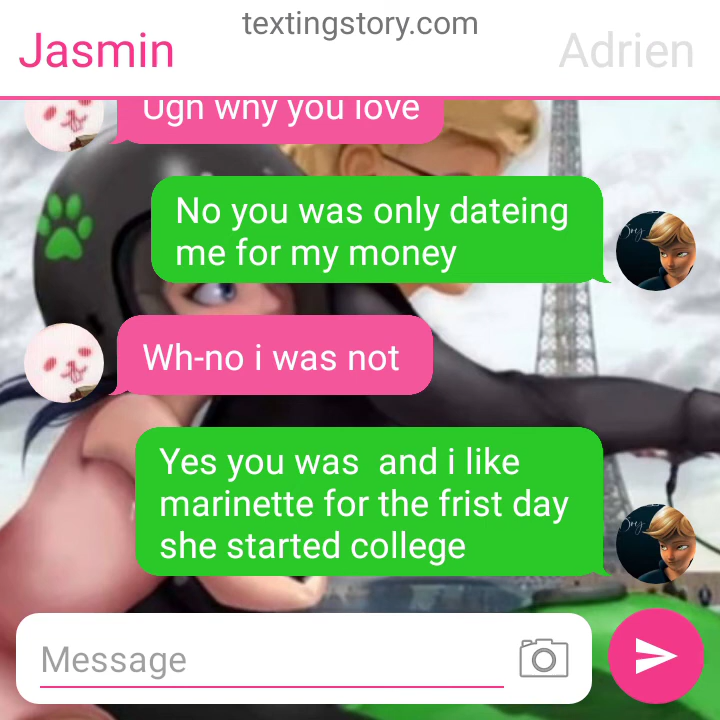 textingstory.com
Jasmin
Adrien
Ugh why you love
No you was only dateing
me for my money
Wh-no i was not
Yes you was  and i like
marinette for the frist day
she started college
Message